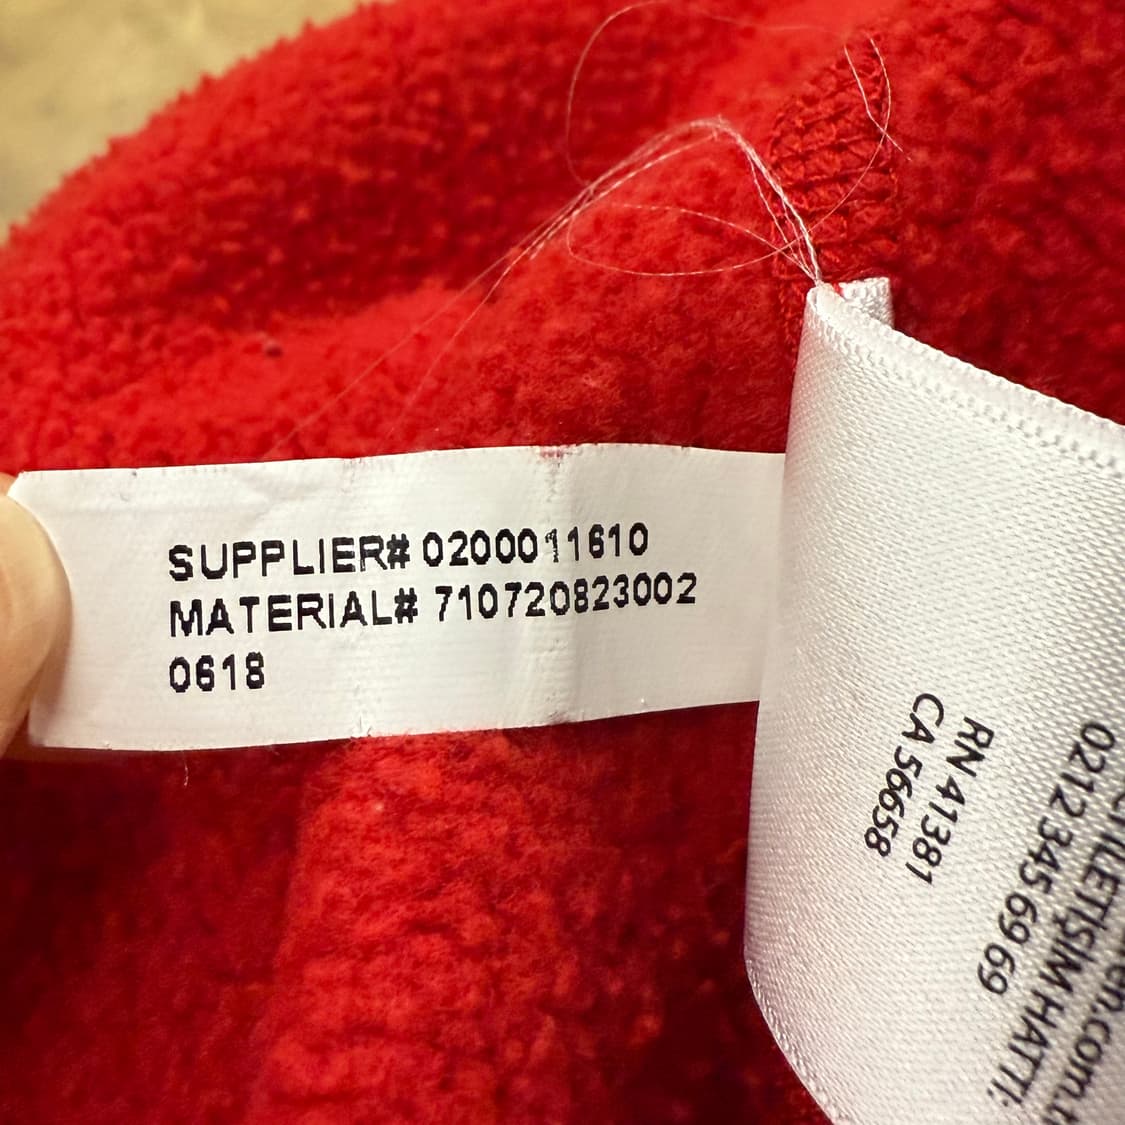 SUPPLIER# 0200011610
MATERIAL# 710720823002
0618
RN 41381
CA 56658
0212 345 69 69
İLETİŞİM HATTI: